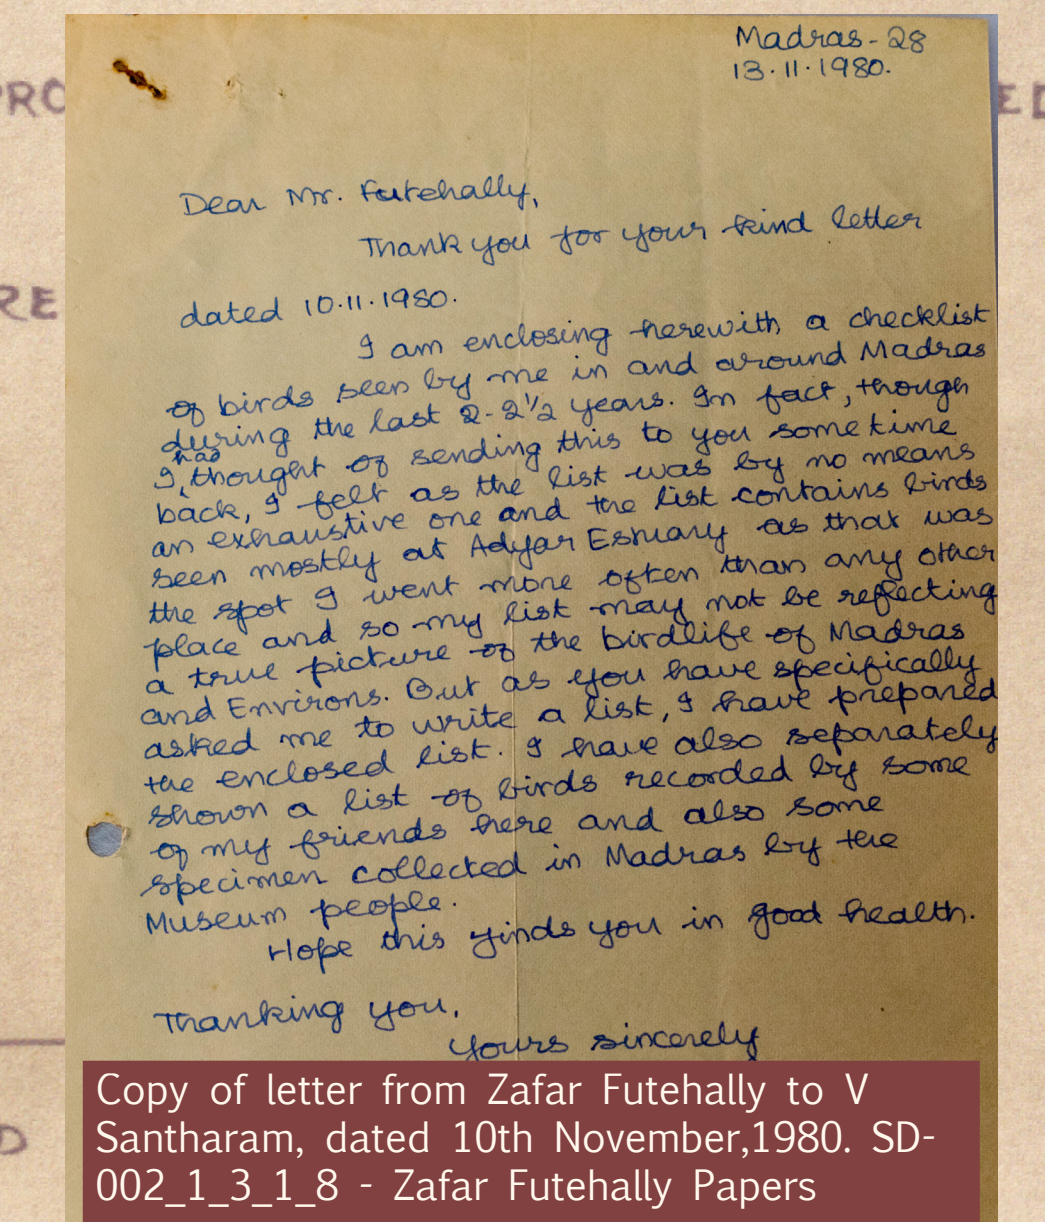 Madras-28
13.11.1980.
PRO
ED
Dear Mr. Futehally,
Thank you for your kind letter
dated 10.11.1980.
RE
I am enclosing herewith a checklist
of birds seen by me in and around Madras
during the last 2-2½ years. In fact, though
I had thought of sending this to you sometime
back, I felt as the list was by no means
an exhaustive one and the list contains birds
seen mostly at Adyar Estuary as that was
the spot I went more often than any other
place and so my list may not be reflecting
a true picture of the birdlife of Madras
and Environs. But as you have specifically
asked me to write a list, I have prepared
the enclosed list. I have also separately
shown a list of birds recorded by some
of my friends here and also some
specimen collected in Madras by the
Museum people.
Hope this finds you in good health.
Thanking you,
Yours sincerely
Copy of letter from Zafar Futehally to V
Santharam, dated 10th November,1980. SD-
002_1_3_1_8 - Zafar Futehally Papers